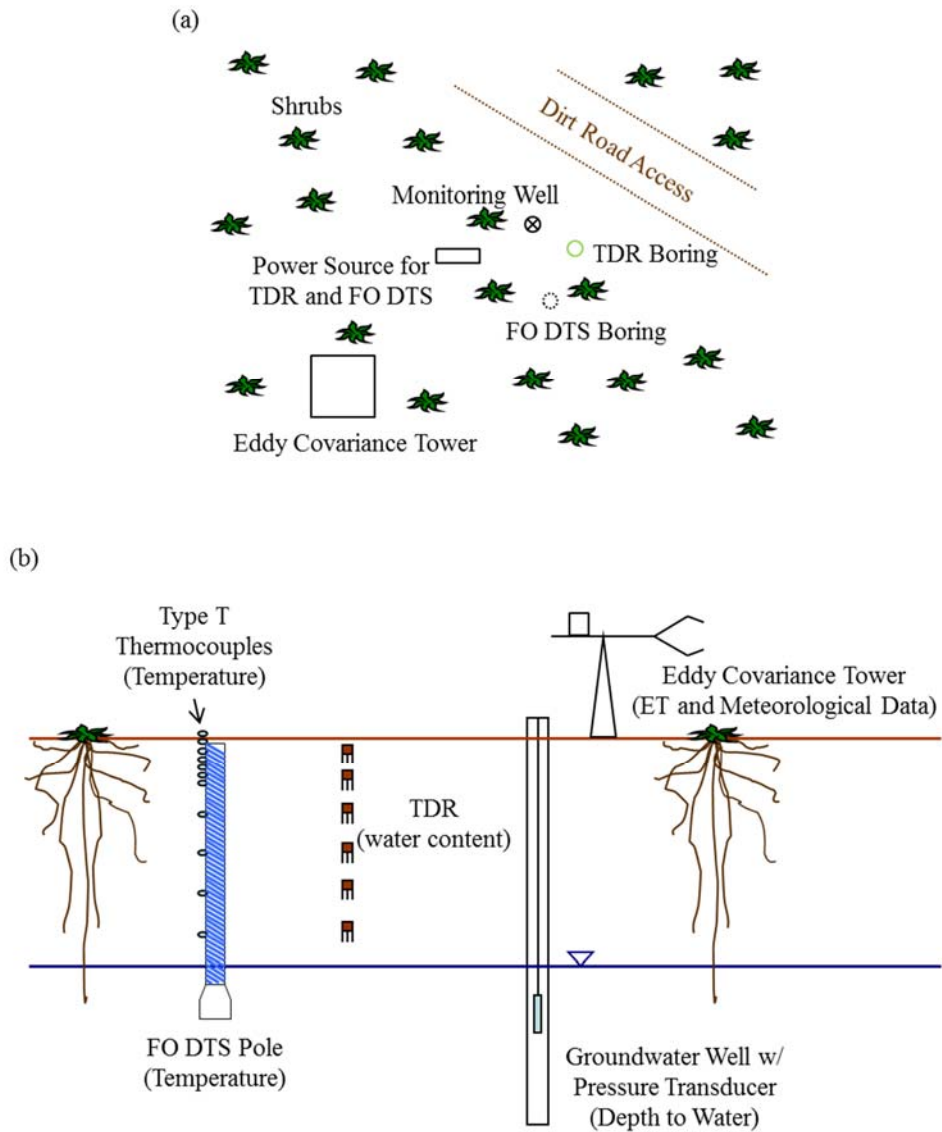 (a)
Shrubs
Dirt Road Access
Monitoring Well
TDR Boring
Power Source for
TDR and FO DTS
FO DTS Boring
Eddy Covariance Tower
(b)
Type T
Thermocouples
(Temperature)
Eddy Covariance Tower
(ET and Meteorological Data)
TDR
(water content)
FO DTS Pole
(Temperature)
Groundwater Well w/
Pressure Transducer
(Depth to Water)